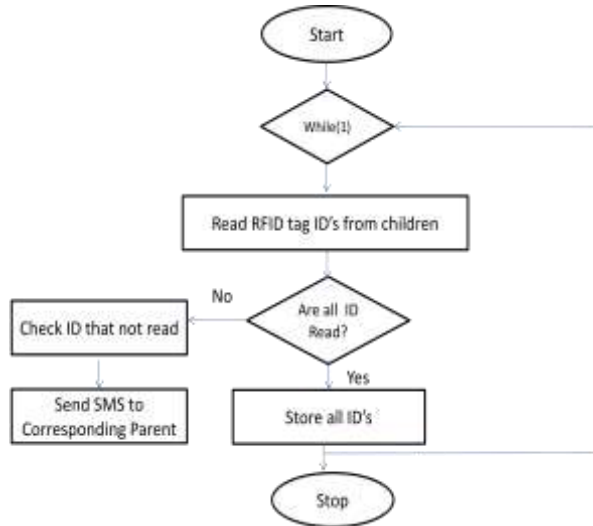 Start
While(1)
Read RFID tag ID's from children
No
Are all ID
Read?
Check ID that not read
Yes
Send SMS to
Corresponding Parent
Store all ID's
Stop